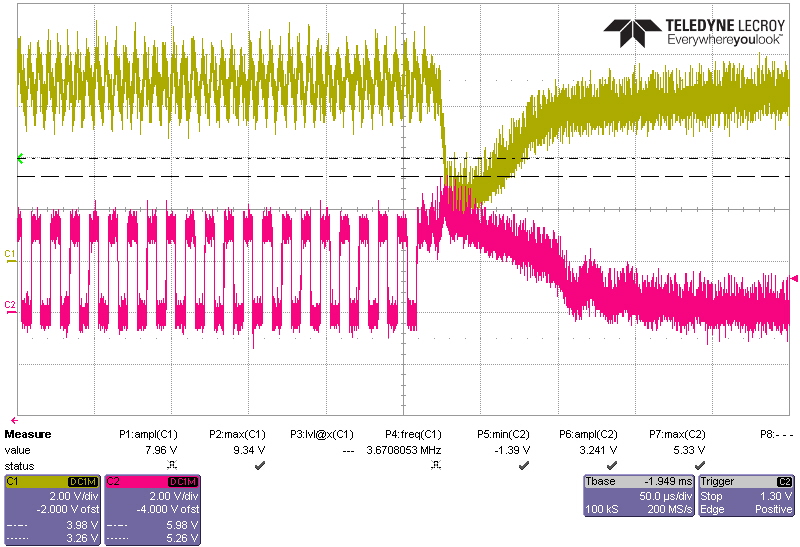 TELEDYNE LECROY
Everywhereyoulook™
C1
C2
Measure P1:ampl(C1) P2:max(C1) P3:lvl@x(C1) P4:freq(C1) P5:min(C2) P6:ampl(C2) P7:max(C2) P8:- - -
value 7.96 V 9.34 V --- 3.6708053 MHz -1.39 V 3.241 V 5.33 V
status
C1 DC1M
2.00 V/div
-2.000 V ofst
3.98 V
3.26 V
C2 DC1M
2.00 V/div
-4.000 V ofst
5.98 V
5.26 V
Tbase -1.949 ms
50.0 µs/div
100 kS 200 MS/s
Trigger C2
Stop 1.30 V
Edge Positive